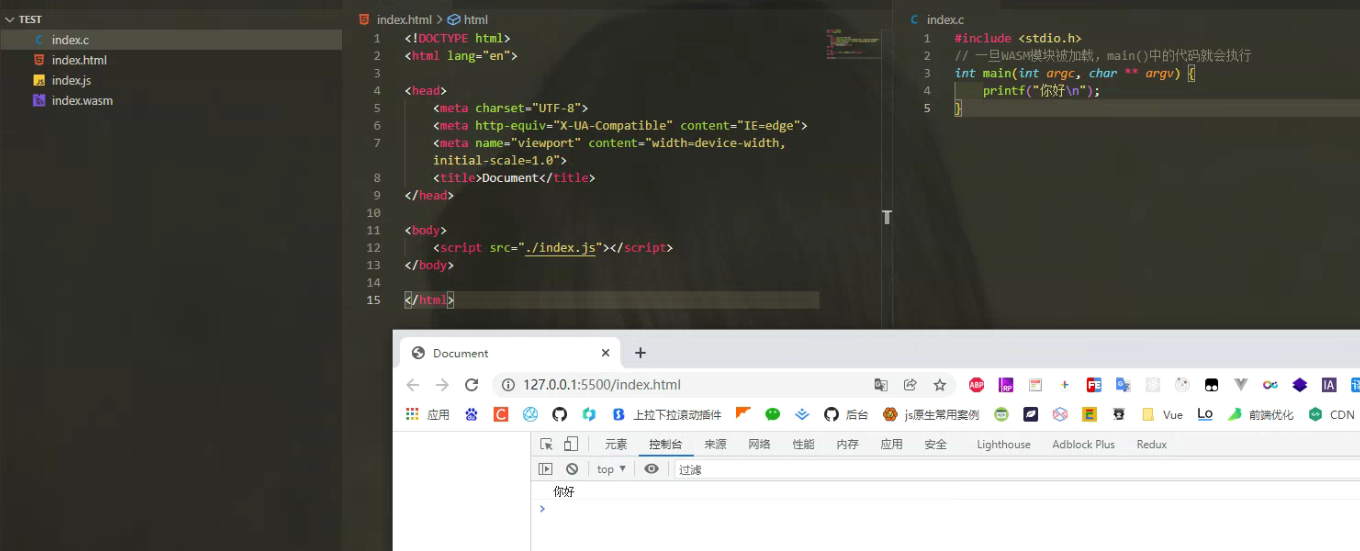 TEST
index.c
index.html
index.js
index.wasm
index.html > html
1 <!DOCTYPE html>
2 <html lang="en">
3
4 <head>
5 <meta charset="UTF-8">
6 <meta http-equiv="X-UA-Compatible" content="IE=edge">
7 <meta name="viewport" content="width=device-width,
initial-scale=1.0">
8 <title>Document</title>
9 </head>
10
11 <body>
12 <script src="./index.js"></script>
13 </body>
14
15 </html>
index.c
1 #include <stdio.h>
2 // 一旦WASM模块被加载，main()中的代码就会执行
3 int main(int argc, char ** argv) {
4 printf("你好\n");
5 }
Document
127.0.0.1:5500/index.html
ABP RP FE IA
应用 上拉下拉滚动插件 后台 js原生常用案例 Vue Lo 前端优化 CDN
元素 控制台 来源 网络 性能 内存 应用 安全 Lighthouse Adblock Plus Redux
top 过滤
你好